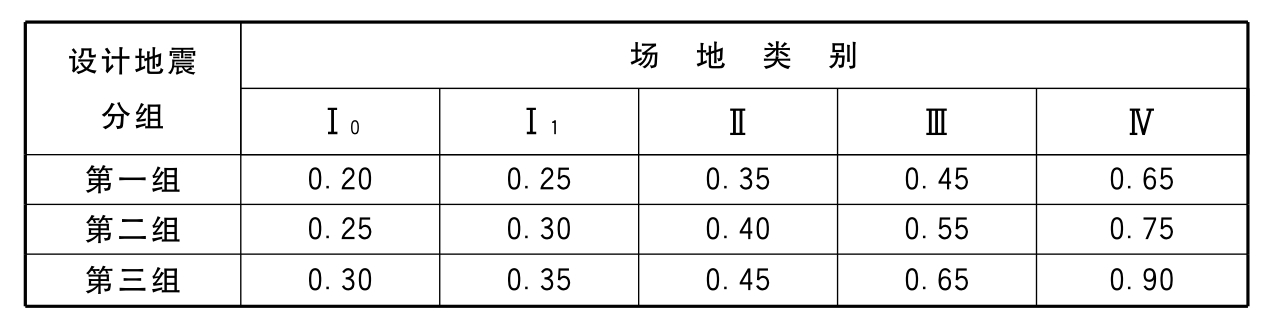 设计地震
分组
场 地 类 别
Ⅰ₀ Ⅰ₁ Ⅱ Ⅲ Ⅳ
第一组 0.20 0.25 0.35 0.45 0.65
第二组 0.25 0.30 0.40 0.55 0.75
第三组 0.30 0.35 0.45 0.65 0.90